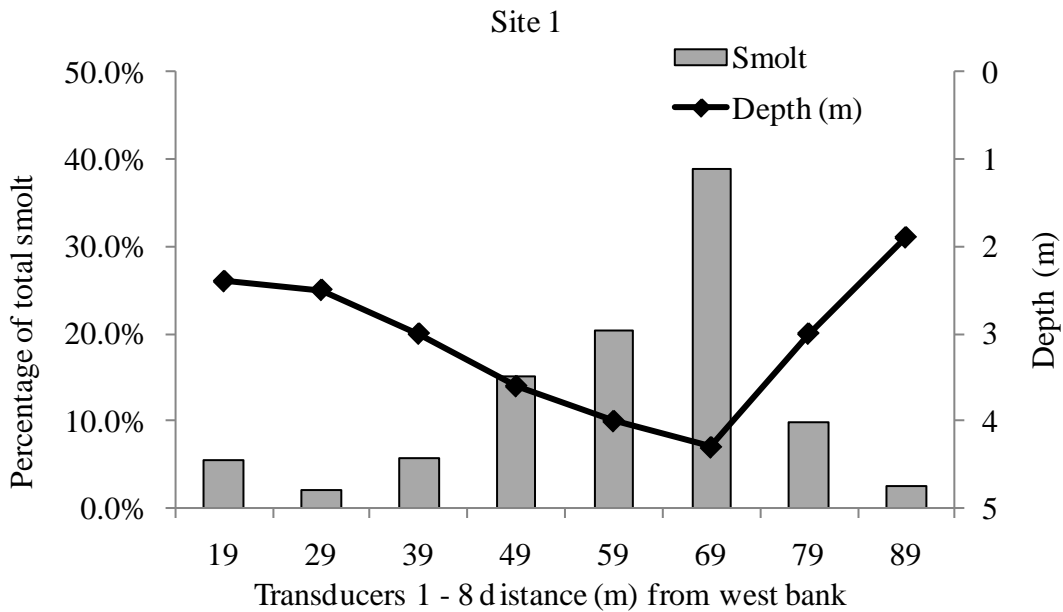 Site 1
Smolt
Depth (m)
50.0%
40.0%
30.0%
20.0%
10.0%
0.0%
Percentage of total smolt
0
1
2
3
4
5
Depth (m)
19 29 39 49 59 69 79 89
Transducers 1 - 8 distance (m) from west bank